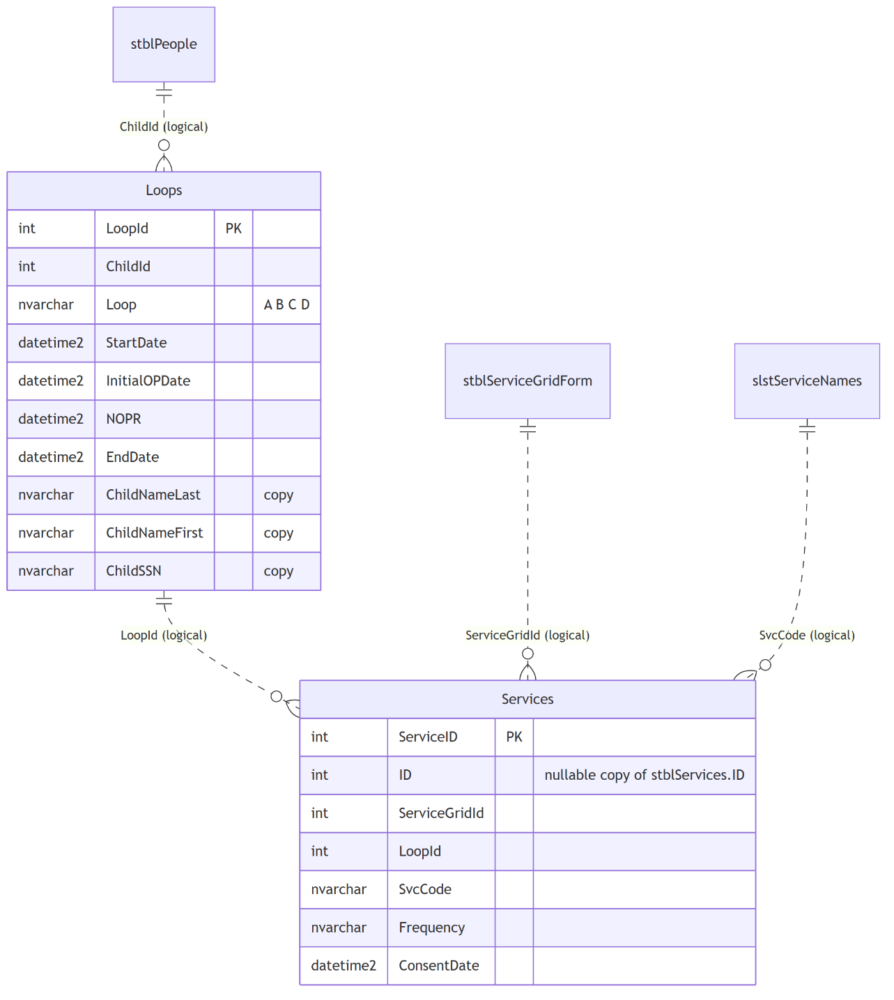 stblPeople
ChildId (logical)
Loops
int LoopId PK
int ChildId
nvarchar Loop A B C D
datetime2 StartDate
datetime2 InitialOPDate
datetime2 NOPR
datetime2 EndDate
nvarchar ChildNameLast copy
nvarchar ChildNameFirst copy
nvarchar ChildSSN copy
stblServiceGridForm
slstServiceNames
LoopId (logical)
ServiceGridId (logical)
SvcCode (logical)
Services
int ServiceID PK
int ID nullable copy of stblServices.ID
int ServiceGridId
int LoopId
nvarchar SvcCode
nvarchar Frequency
datetime2 ConsentDate